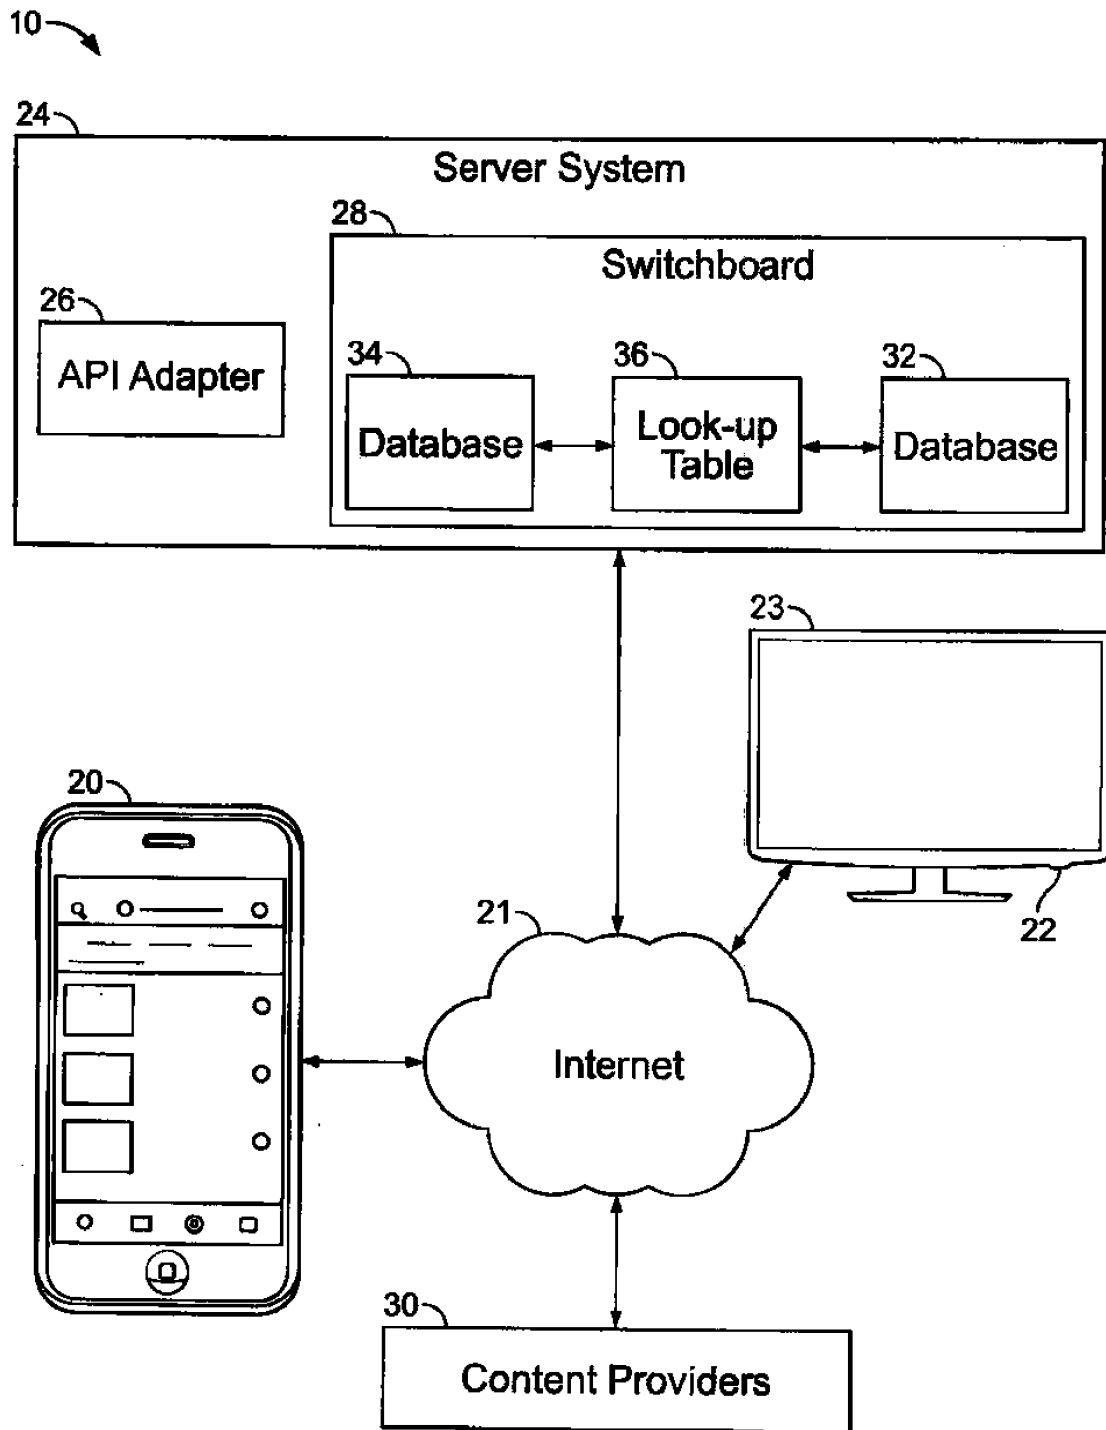 10
24
Server System
28
Switchboard
26
API Adapter
34
Database
36
Look-up
Table
32
Database
23
22
20
21
Internet
30
Content Providers